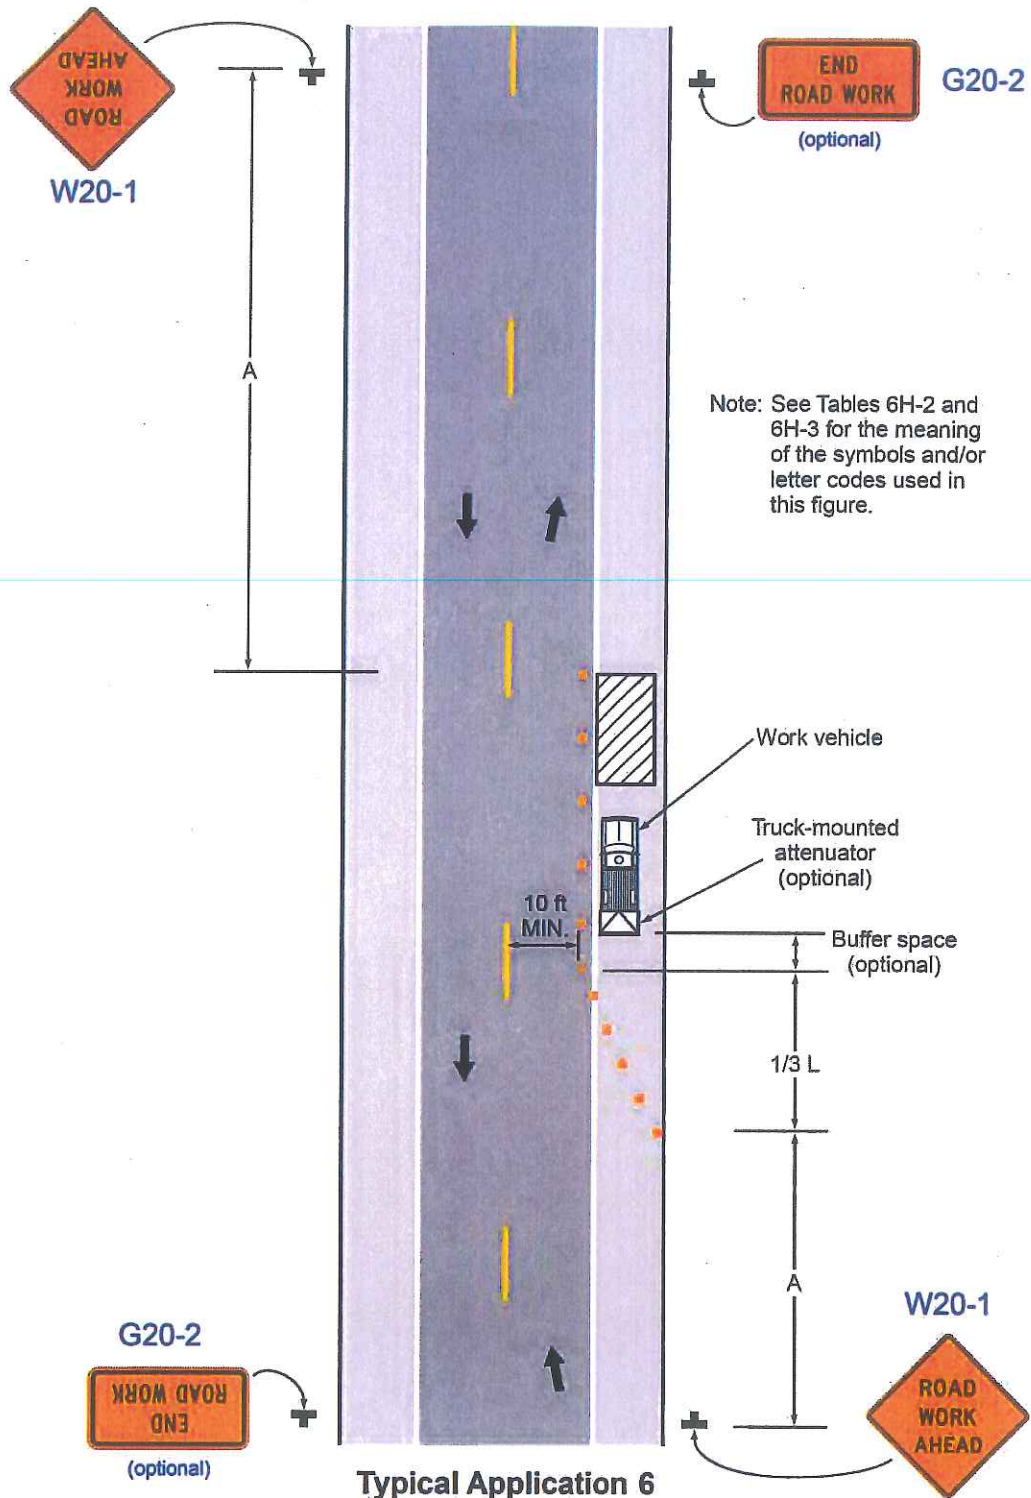 ROAD
WORK
AHEAD
W20-1
END
ROAD WORK
(optional)
G20-2
A
Note: See Tables 6H-2 and
6H-3 for the meaning
of the symbols and/or
letter codes used in
this figure.
Work vehicle
Truck-mounted
attenuator
(optional)
10 ft
MIN.
Buffer space
(optional)
1/3 L
A
G20-2
END
ROAD WORK
(optional)
W20-1
ROAD
WORK
AHEAD
Typical Application 6